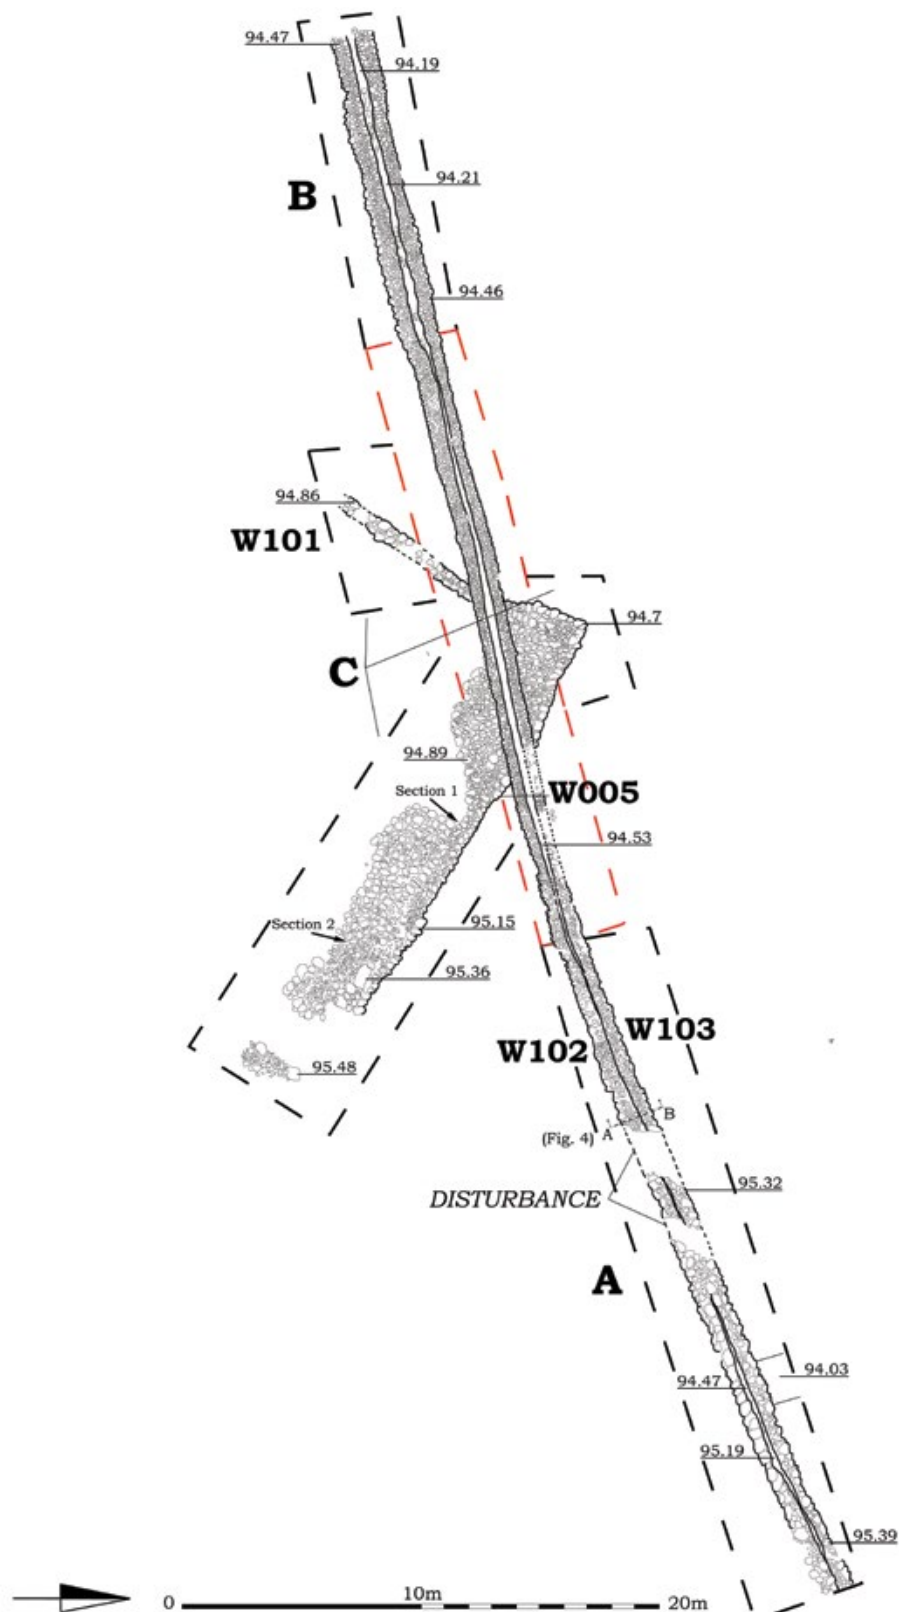 94.47
94.19
94.21
B
94.46
94.86
W101
94.7
C
94.89
Section 1
W005
94.53
Section 2
95.15
95.36
W103
W102
95.48
B
(Fig. 4) A
95.32
DISTURBANCE
A
94.03
94.47
95.19
95.39
0 10m 20m